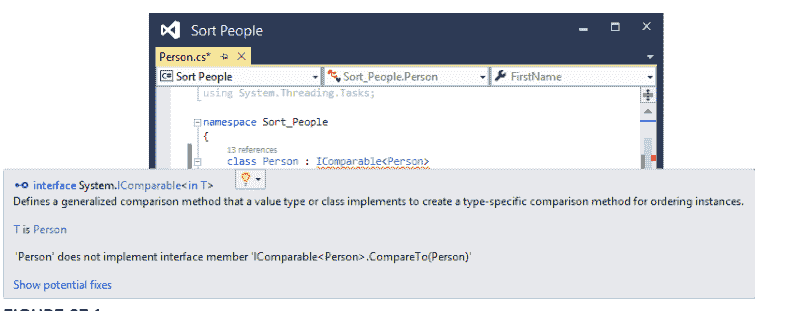 Sort People
Person.cs*
C# Sort People Sort_People.Person FirstName
using System.Threading.Tasks;
namespace Sort_People
{
13 references
class Person : IComparable<Person>
interface System.IComparable<in T>
Defines a generalized comparison method that a value type or class implements to create a type-specific comparison method for ordering instances.
T is Person
'Person' does not implement interface member 'IComparable<Person>.CompareTo(Person)'
Show potential fixes